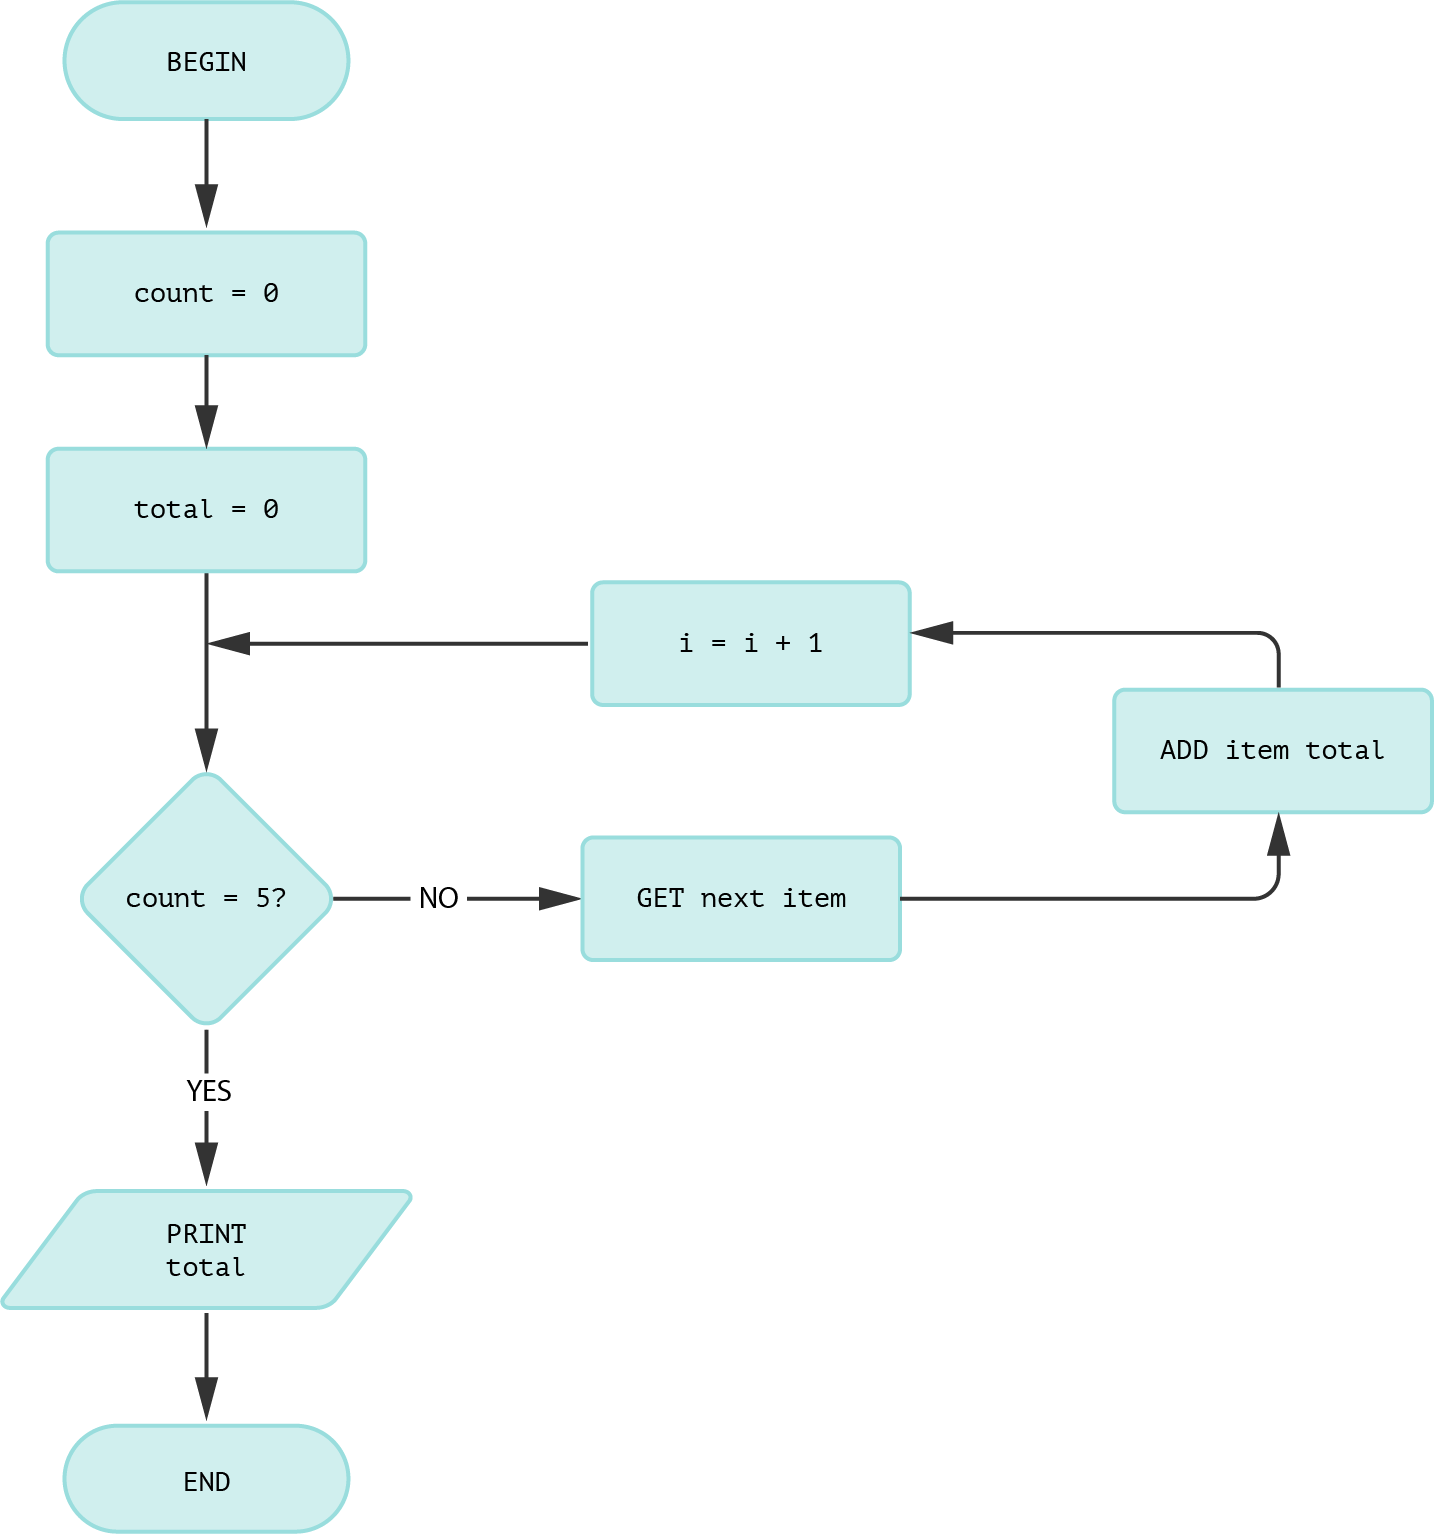 BEGIN
count = 0
total = 0
i = i + 1
ADD item total
count = 5?
NO
GET next item
YES
PRINT
total
END